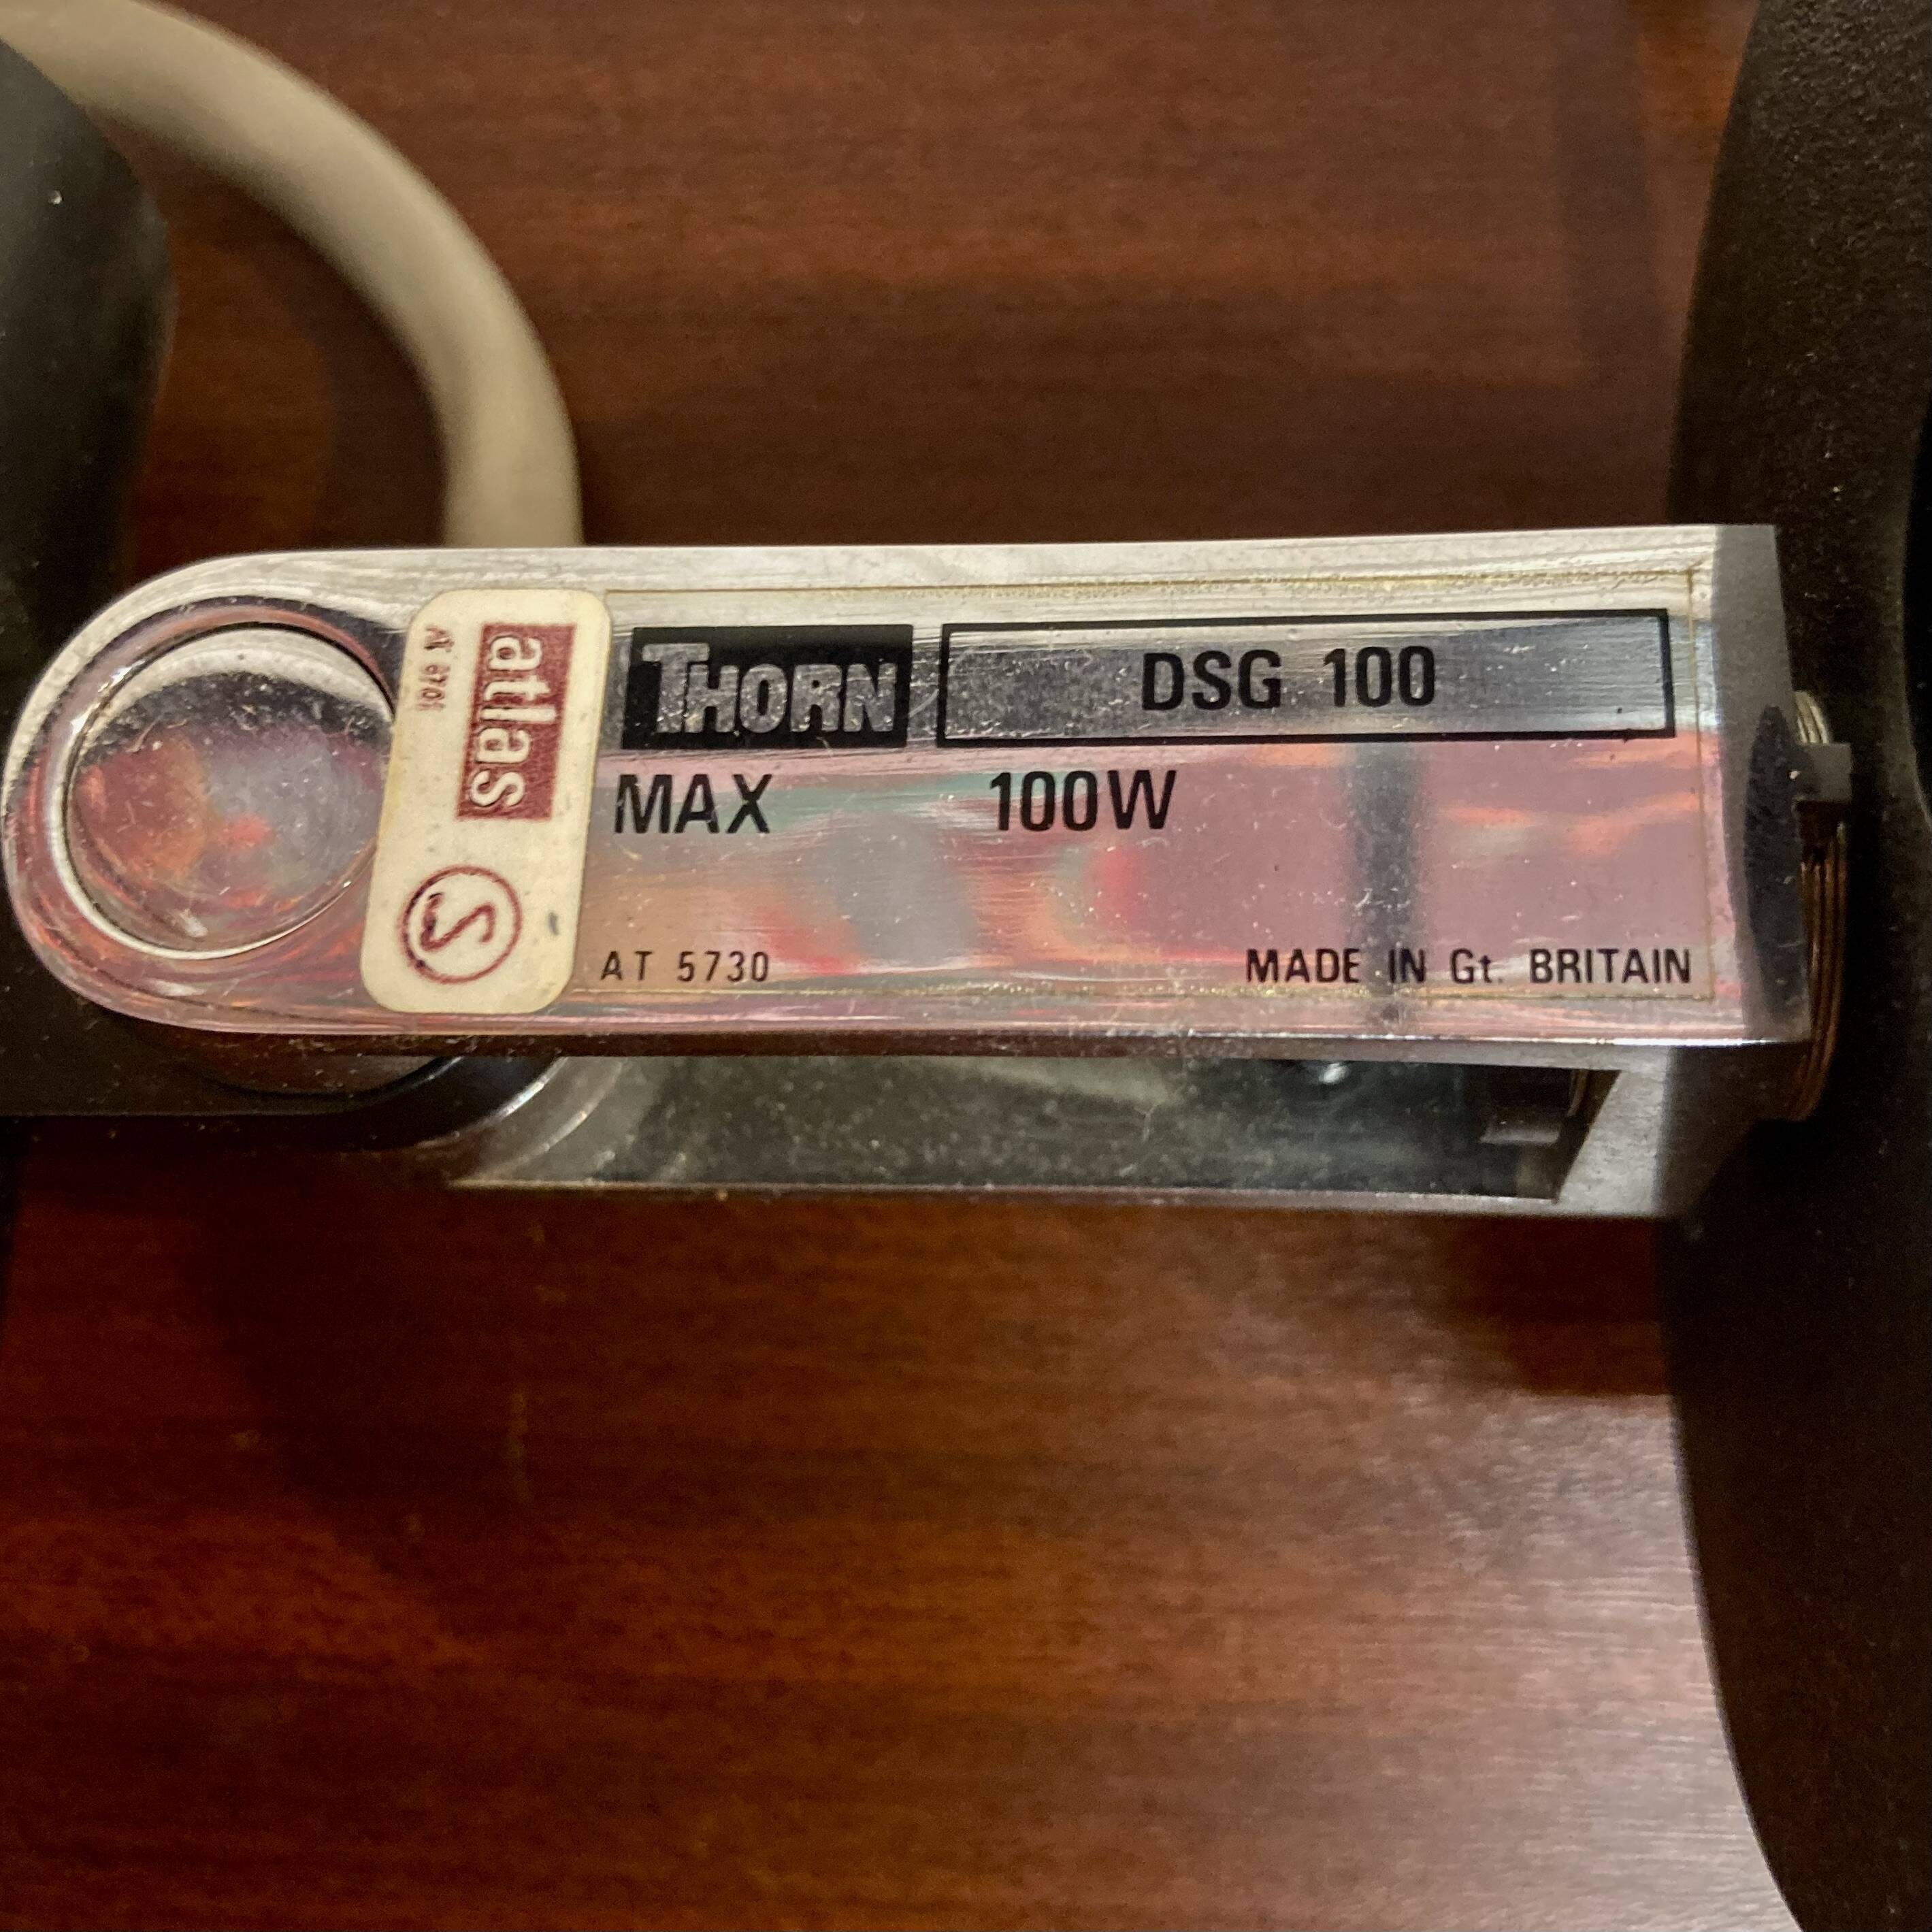 atlas
S
THORN
DSG 100
MAX 100W
AT 5730
MADE IN Gt. BRITAIN